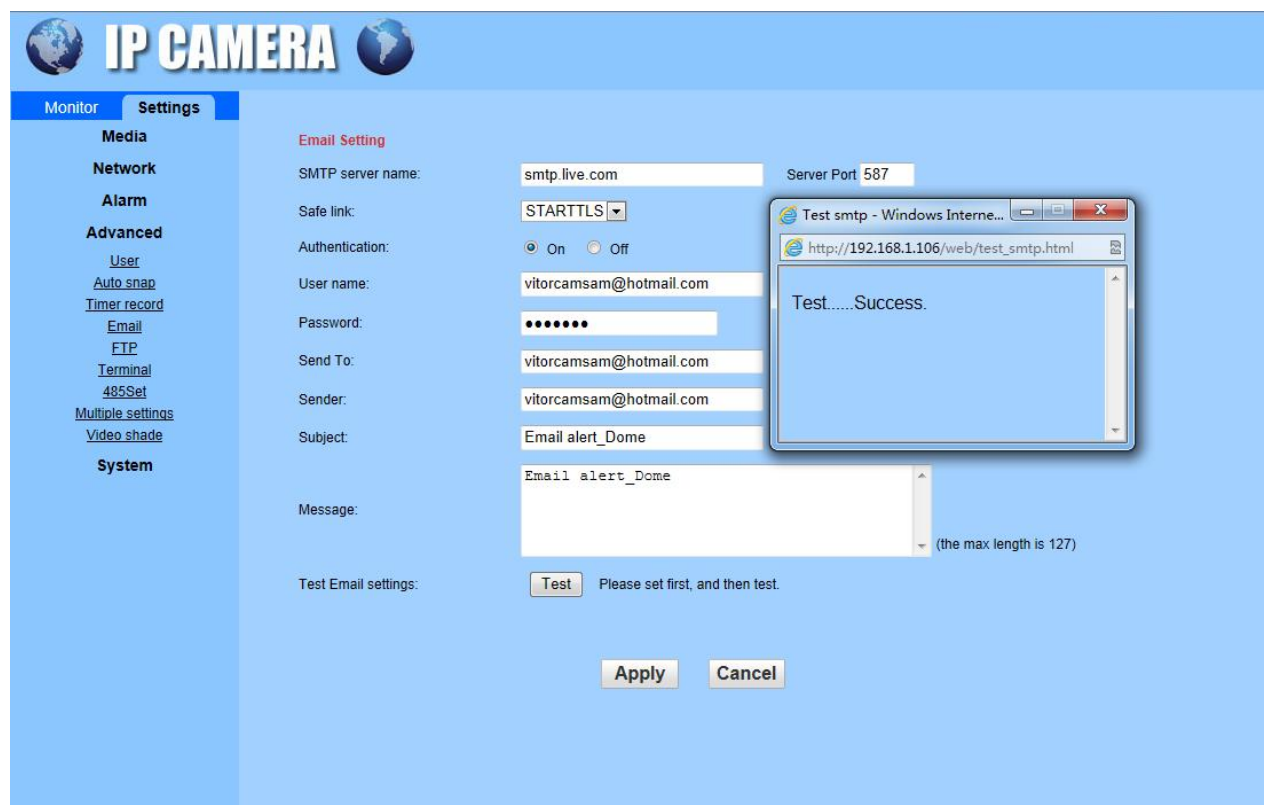 IP CAMERA
Monitor Settings
Media
Network
Alarm
Advanced
User
Auto snap
Timer record
Email
FTP
Terminal
485Set
Multiple settings
Video shade
System
Email Setting
SMTP server name: smtp.live.com Server Port 587
Safe link: STARTTLS
Authentication: On Off
User name: vitorcamsam@hotmail.com
Password: •••••••
Send To: vitorcamsam@hotmail.com
Sender: vitorcamsam@hotmail.com
Subject: Email alert_Dome
Message: Email alert_Dome
(the max length is 127)
Test Email settings: Test Please set first, and then test.
Apply Cancel
Test smtp - Windows Interne...
http://192.168.1.106/web/test_smtp.html
Test......Success.